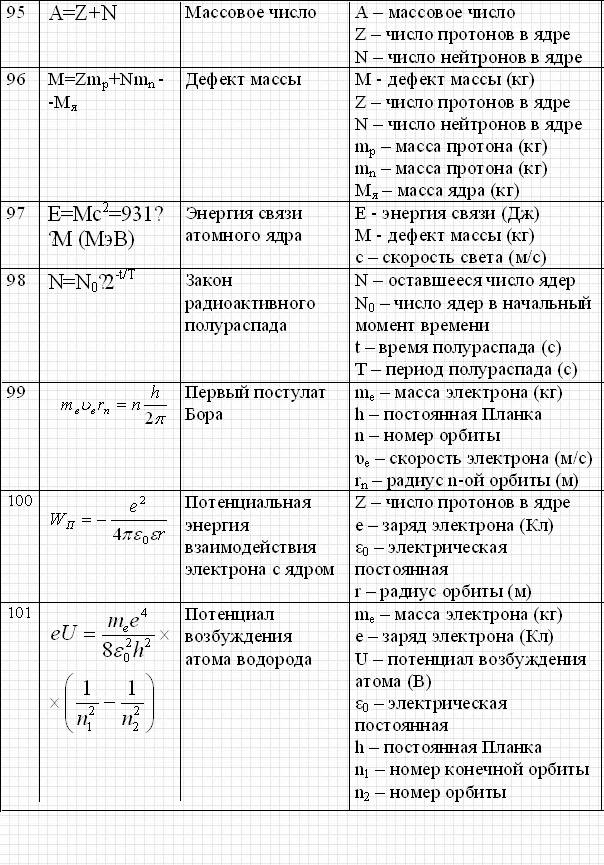 95 A=Z+N Массовое число A – массовое число
Z – число протонов в ядре
N – число нейтронов в ядре
96 M=Zmₚ+Nmₙ - Дефект массы M - дефект массы (кг)
-Mя Z – число протонов в ядре
N – число нейтронов в ядре
mₚ – масса протона (кг)
mₙ – масса протона (кг)
Mя – масса ядра (кг)
97 E=Mc²=931? Энергия связи E - энергия связи (Дж)
?M (МэВ) атомного ядра M - дефект массы (кг)
c – скорость света (м/с)
98 N=N₀?2^-t/T Закон N – оставшееся число ядер
радиоактивного N₀ – число ядер в начальный
полураспада момент времени
t – время полураспада (с)
T – период полураспада (с)
99 mₑυₑrₙ = n h/2π Первый постулат mₑ – масса электрона (кг)
Бора h – постоянная Планка
n – номер орбиты
υₑ – скорость электрона (м/с)
rₙ – радиус n-ой орбиты (м)
100 W_П = − e²/4πε₀εr Потенциальная Z – число протонов в ядре
энергия e – заряд электрона (Кл)
взаимодействия ε₀ – электрическая
электрона с ядром постоянная
r – радиус орбиты (м)
101 eU = mₑe⁴/8ε₀²h² × Потенциал mₑ – масса электрона (кг)
× (1/n₁² − 1/n₂²) возбуждения e – заряд электрона (Кл)
атома водорода U – потенциал возбуждения
атома (В)
ε₀ – электрическая
постоянная
h – постоянная Планка
n₁ – номер конечной орбиты
n₂ – номер орбиты